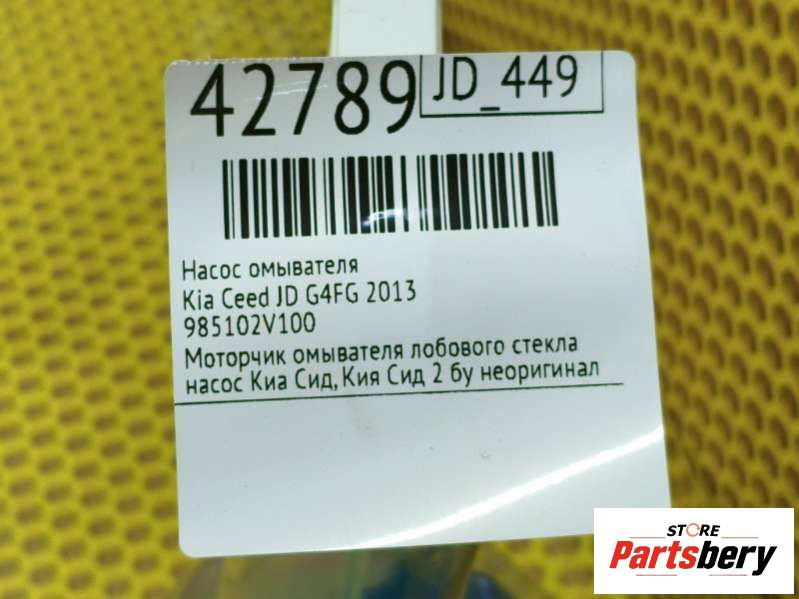 42789
JD_449
Насос омывателя
Kia Ceed JD G4FG 2013
985102V100
Моторчик омывателя лобового стекла
насос Киа Сид, Кия Сид 2 бу неоригинал
STORE
Partsbery